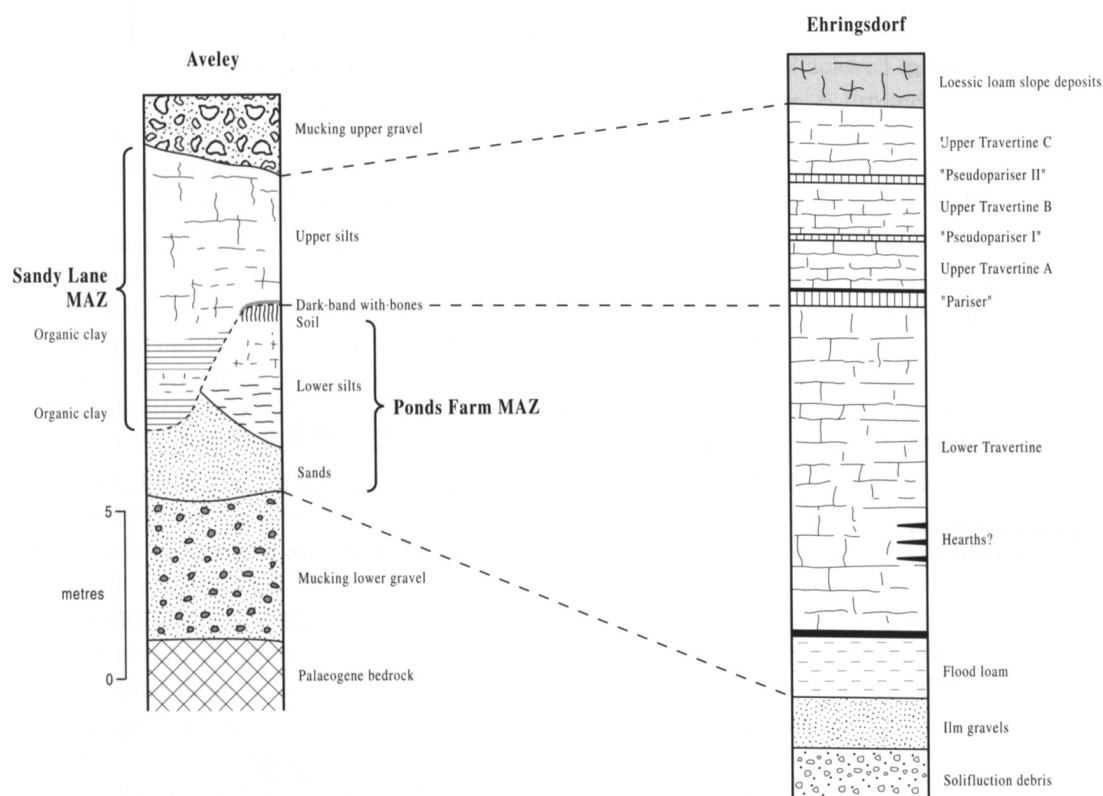 Aveley
Mucking upper gravel
Upper silts
Sandy Lane
MAZ
Dark-band with-bones
Soil
Organic clay
Lower silts
Organic clay
Ponds Farm MAZ
Sands
5
Mucking lower gravel
metres
0
Palaeogene bedrock
Ehringsdorf
Loessic loam slope deposits
Upper Travertine C
"Pseudopariser II"
Upper Travertine B
"Pseudopariser I"
Upper Travertine A
"Pariser"
Lower Travertine
Hearths?
Flood loam
Ilm gravels
Solifluction debris